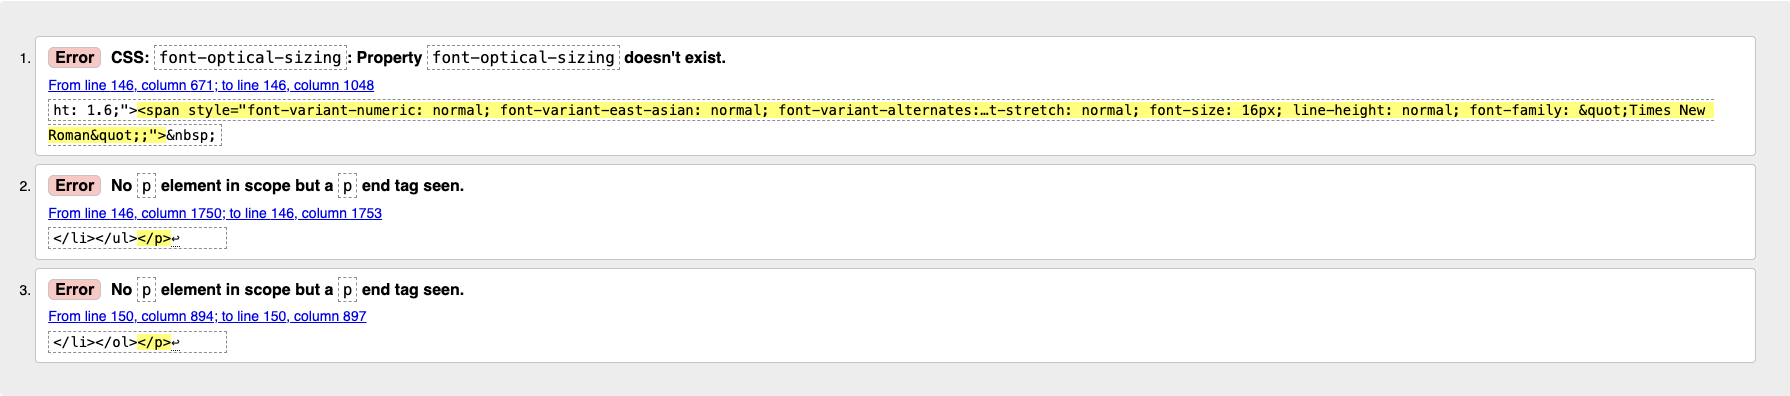 1. Error CSS: font-optical-sizing: Property font-optical-sizing doesn't exist.
From line 146, column 671; to line 146, column 1048
ht: 1.6;"><span style="font-variant-numeric: normal; font-variant-east-asian: normal; font-variant-alternates:…t-stretch: normal; font-size: 16px; line-height: normal; font-family: &quot;Times New
Roman&quot;;">&nbsp;
2. Error No p element in scope but a p end tag seen.
From line 146, column 1750; to line 146, column 1753
</li></ul></p>↩
3. Error No p element in scope but a p end tag seen.
From line 150, column 894; to line 150, column 897
</li></ol></p>↩